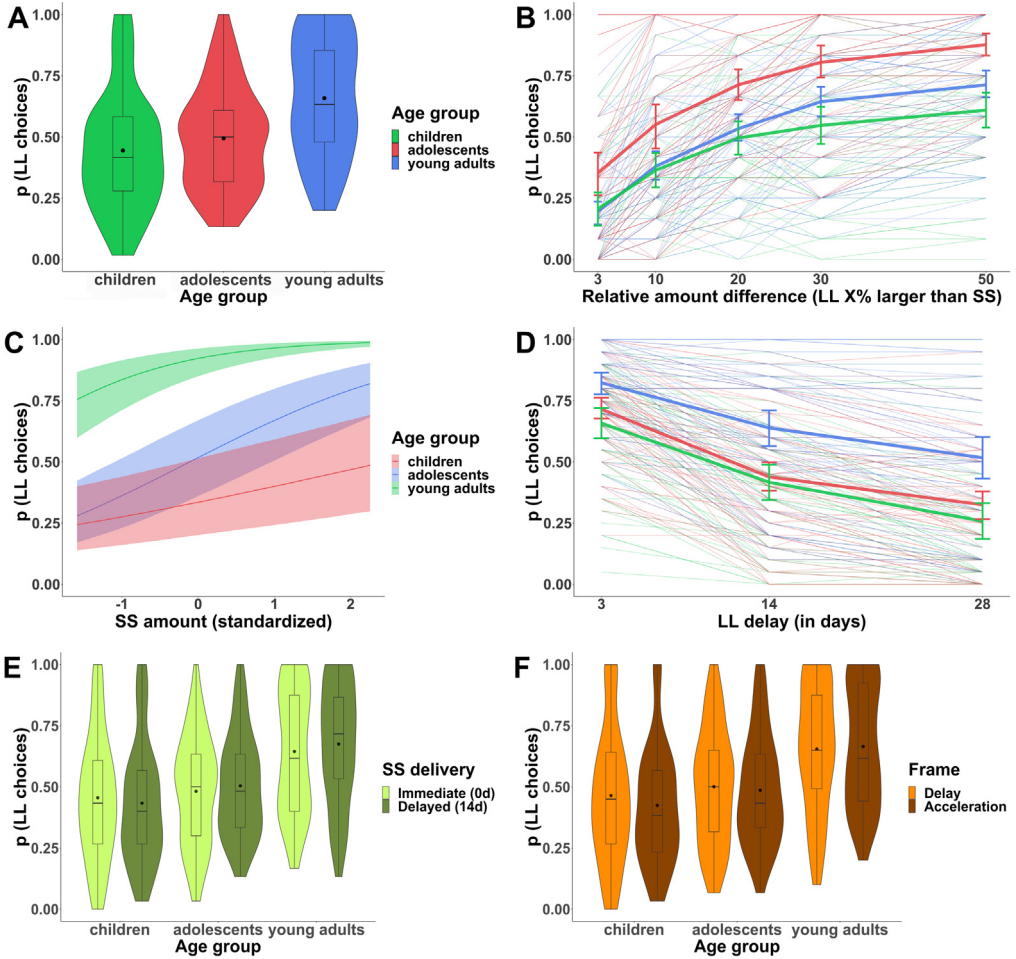 A
p (LL choices)
1.00
0.75
0.50
0.25
0.00
children
adolescents
young adults
Age group
Age group
children
adolescents
young adults
B
p (LL choices)
1.00
0.75
0.50
0.25
0.00
3
10
20
30
50
Relative amount difference (LL X% larger than SS)
C
p (LL choices)
1.00
0.75
0.50
0.25
0.00
-1
0
1
2
SS amount (standardized)
Age group
children
adolescents
young adults
D
p (LL choices)
1.00
0.75
0.50
0.25
0.00
3
14
28
LL delay (in days)
E
p (LL choices)
1.00
0.75
0.50
0.25
0.00
children
adolescents
young adults
Age group
SS delivery
Immediate (0d)
Delayed (14d)
F
p (LL choices)
1.00
0.75
0.50
0.25
0.00
children
adolescents
young adults
Age group
Frame
Delay
Acceleration